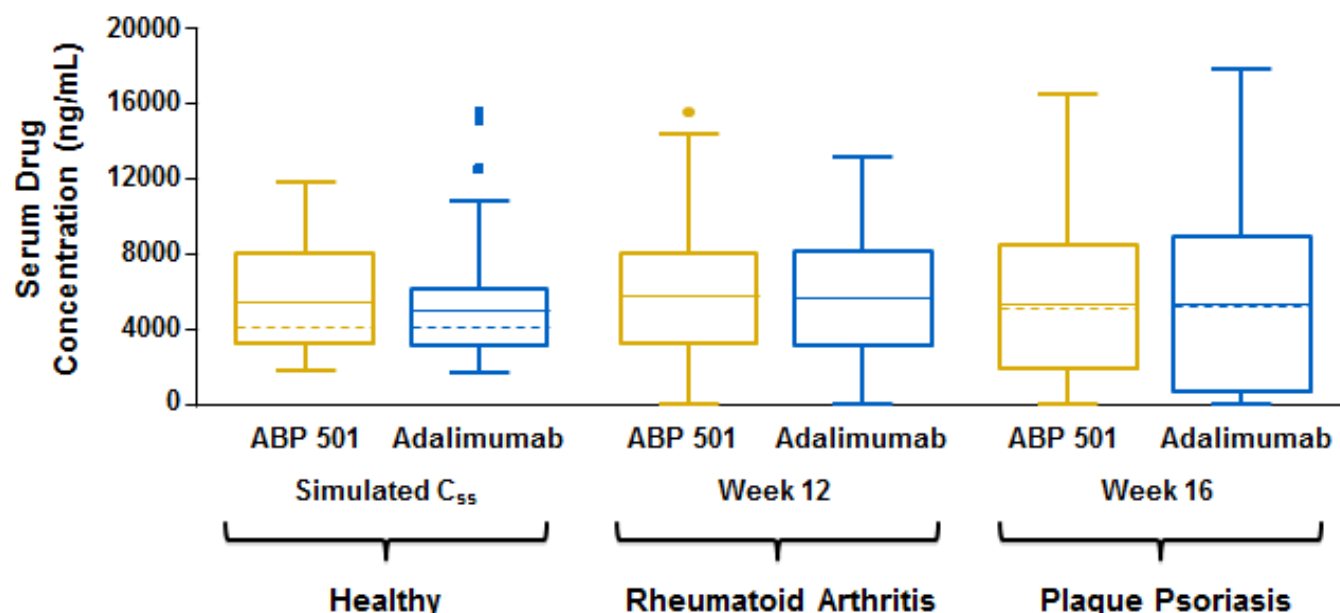 Serum Drug
Concentration (ng/mL)
20000
16000
12000
8000
4000
0
ABP 501 Adalimumab ABP 501 Adalimumab ABP 501 Adalimumab
Simulated Css Week 12 Week 16
Healthy Rheumatoid Arthritis Plaque Psoriasis